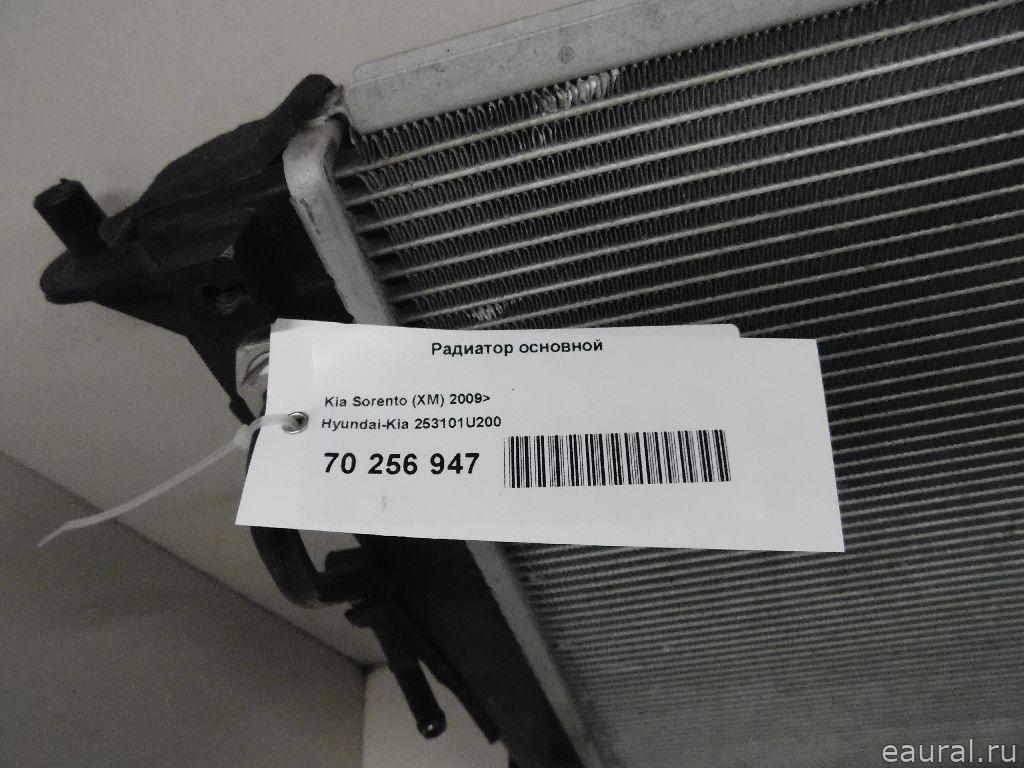 Радиатор основной
Kia Sorento (XM) 2009>
Hyundai-Kia 253101U200
70 256 947
eaural.ru